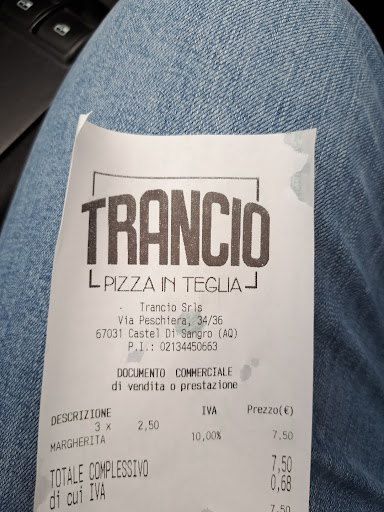 TRANCIO
PIZZA IN TEGLIA
Trancio Srls
Via Peschiera, 34/36
67031 Castel Di Sangro (AQ)
P.I.: 02134450663
DOCUMENTO COMMERCIALE
di vendita o prestazione
DESCRIZIONE IVA Prezzo(€)
3 x 2,50
MARGHERITA 10,00% 7,50
TOTALE COMPLESSIVO 7,50
di cui IVA 0,68
7,50